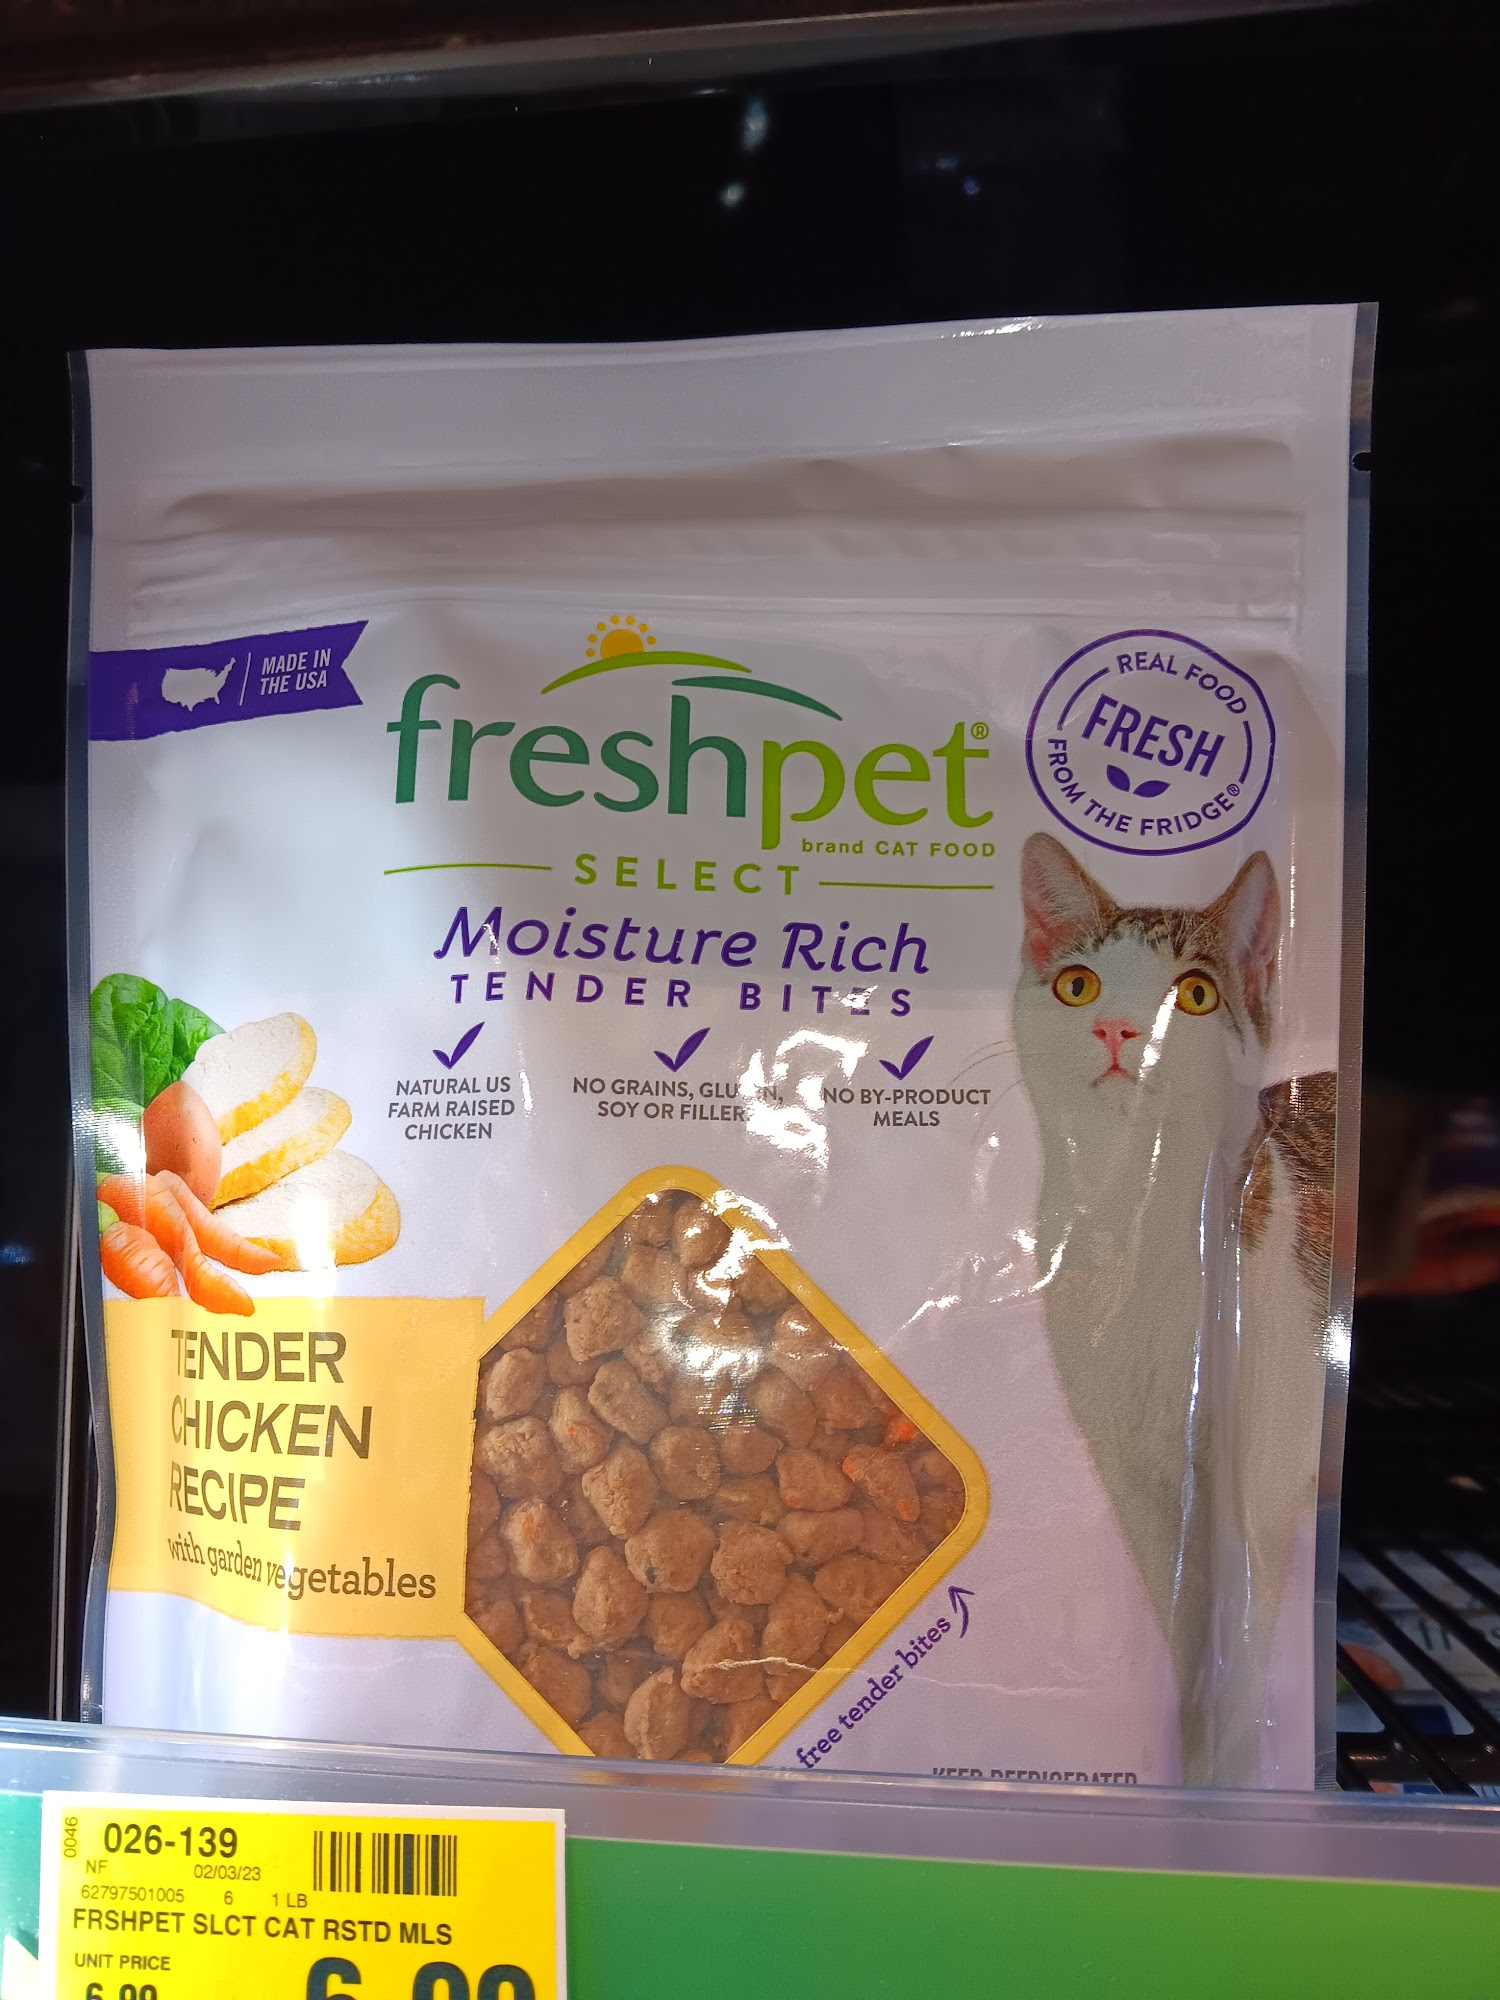 MADE IN
THE USA
freshpet®
brand CAT FOOD
SELECT
REAL FOOD
FRESH
FROM THE FRIDGE®
Moisture Rich
TENDER BITES
NATURAL US
FARM RAISED
CHICKEN
NO GRAINS,
SOY OR
NO BY-PRODUCT
MEALS
TENDER
CHICKEN
RECIPE
with garden vegetables
free tender bites
KEEP REFRIGERATED
0046
026-139
NF 02/03/23
62797501005 6 1 LB
FRSHPET SLCT CAT RSTD MLS
UNIT PRICE